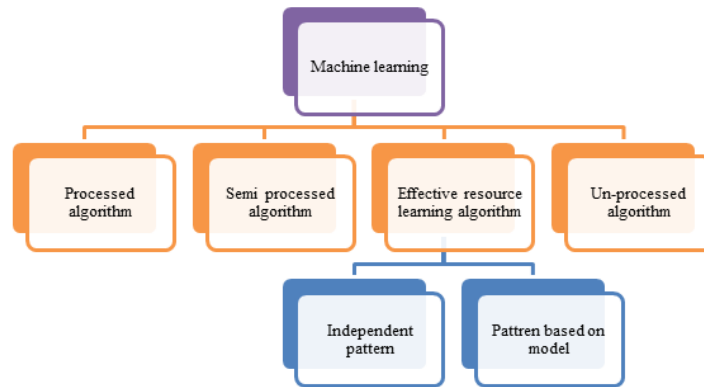 Machine learning
Processed
algorithm
Semi processed
algorithm
Effective resource
learning algorithm
Un-processed
algorithm
Independent
pattern
Pattren based on
model